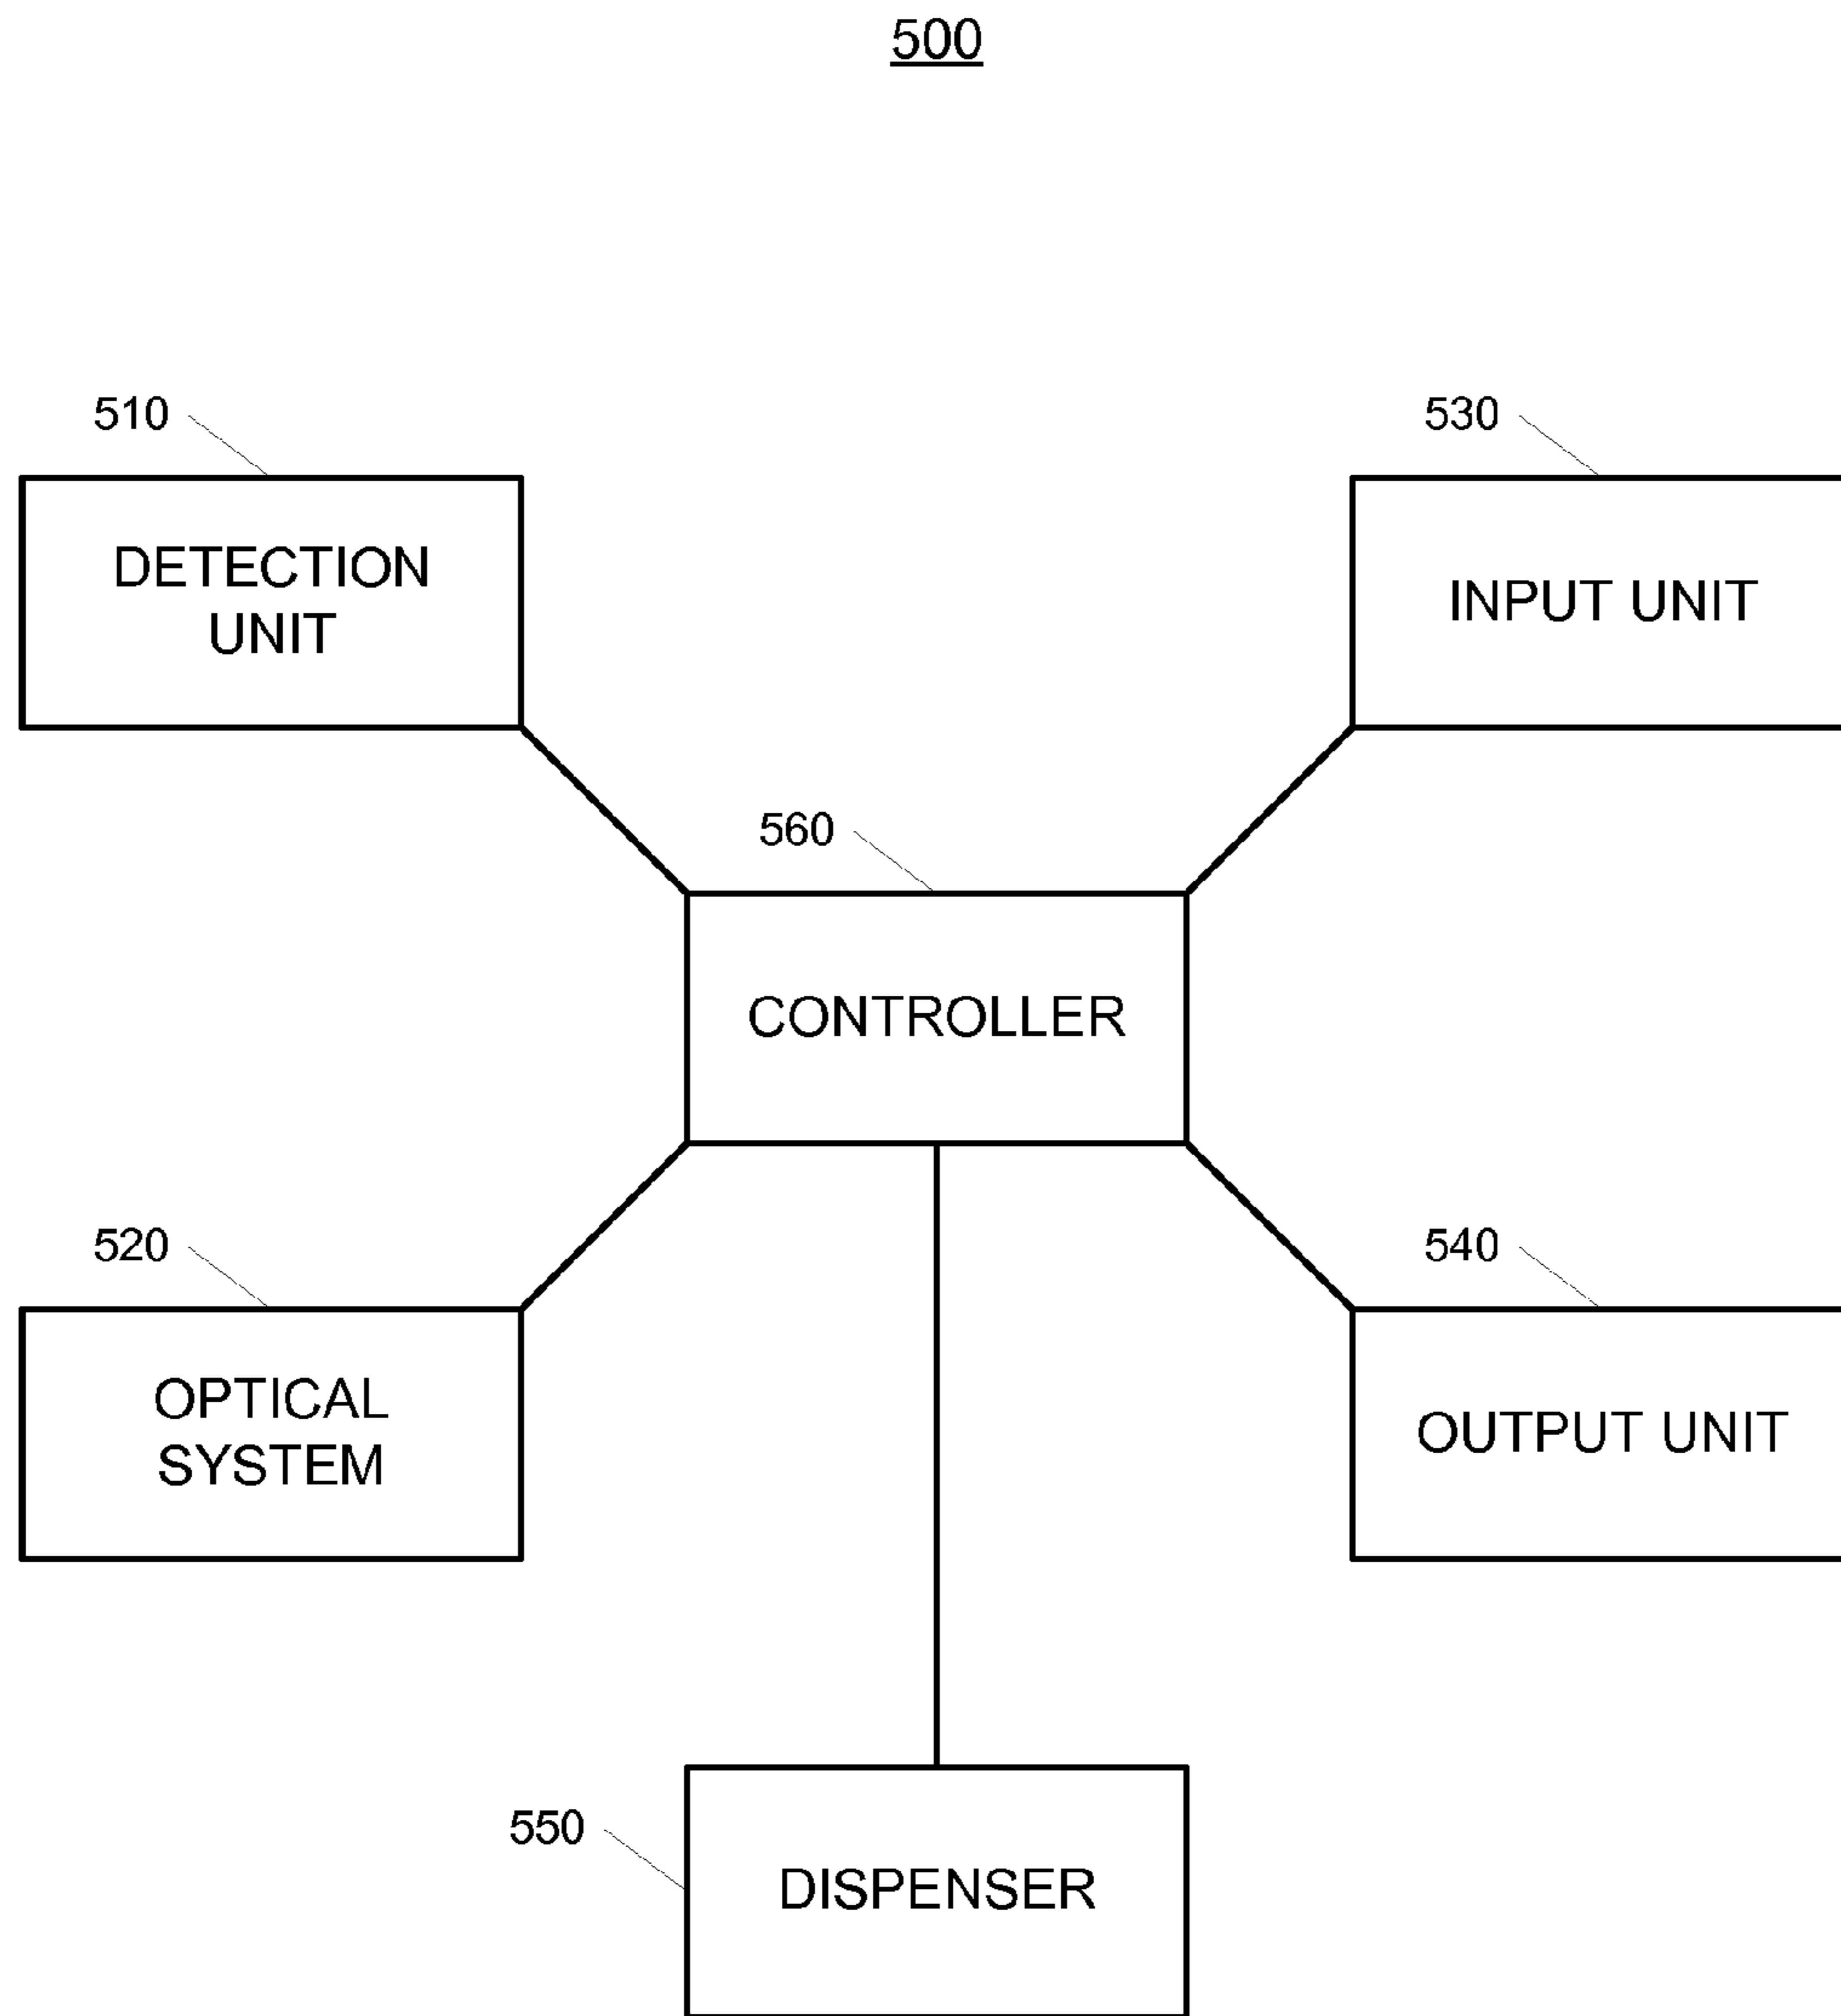 500
510
530
DETECTION
UNIT
INPUT UNIT
560
CONTROLLER
520
540
OPTICAL
SYSTEM
OUTPUT UNIT
550
DISPENSER